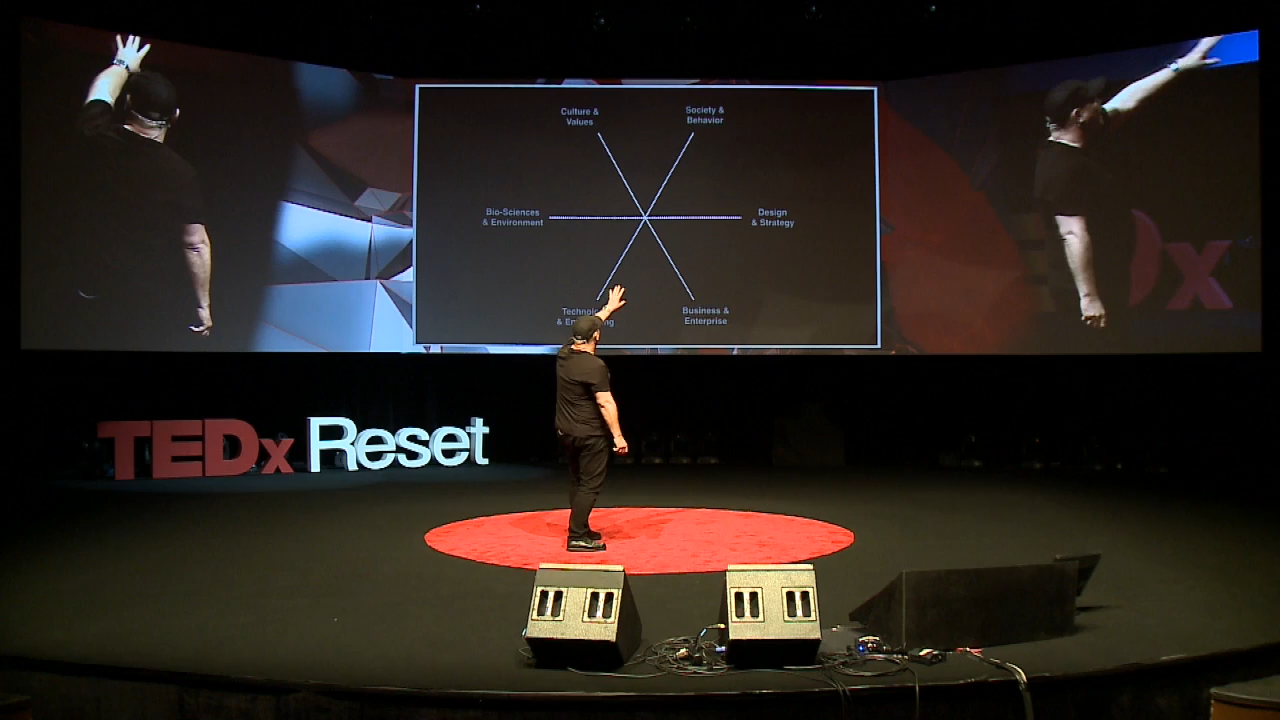 Culture &
Values
Society &
Behavior
Bio-Sciences
& Environment
Design
& Strategy
&
Business &
Enterprise
TEDx Reset
x